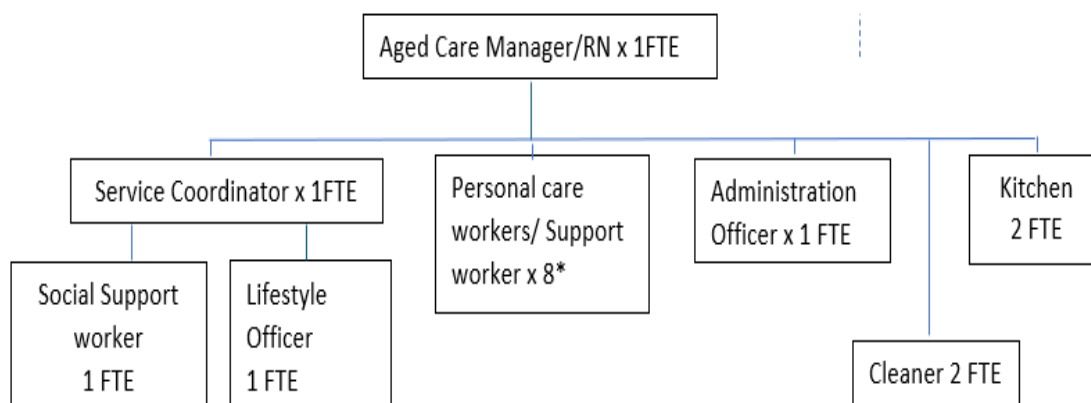 Aged Care Manager/RN x 1FTE
Service Coordinator x 1FTE
Personal care
workers/ Support
worker x 8*
Administration
Officer x 1 FTE
Kitchen
2 FTE
Social Support
worker
1 FTE
Lifestyle
Officer
1 FTE
Cleaner 2 FTE